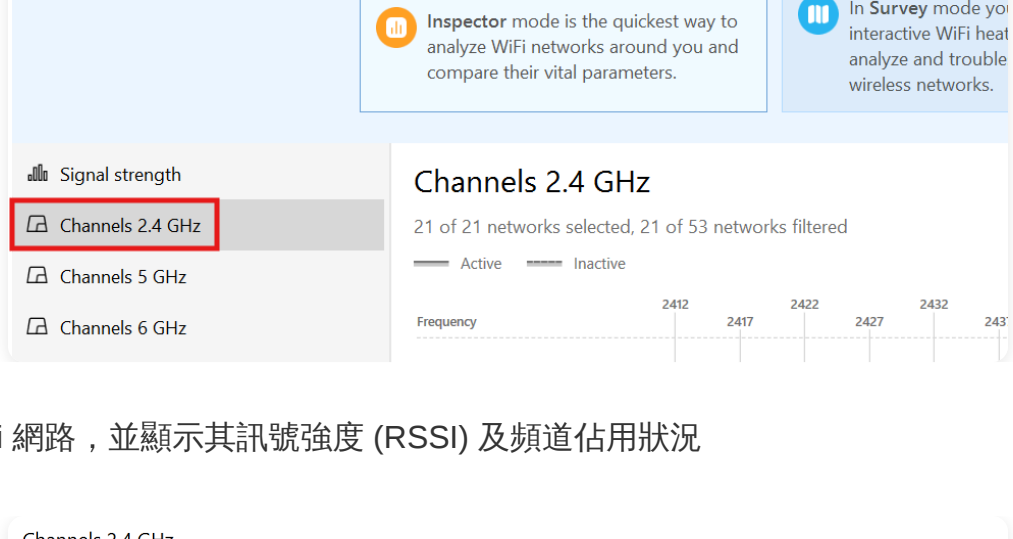 Inspector mode is the quickest way to
analyze WiFi networks around you and
compare their vital parameters.
In Survey mode
interactive WiFi
analyze and
wireless networks.
Signal strength
Channels 2.4 GHz
Channels 5 GHz
Channels 6 GHz
Channels 2.4 GHz
21 of 21 networks selected, 21 of 53 networks filtered
Active Inactive
2412 2422 2432
Frequency 2417 2427
網路，並顯示其訊號強度 (RSSI) 及頻道佔用狀況
Channels 2.4 GHz